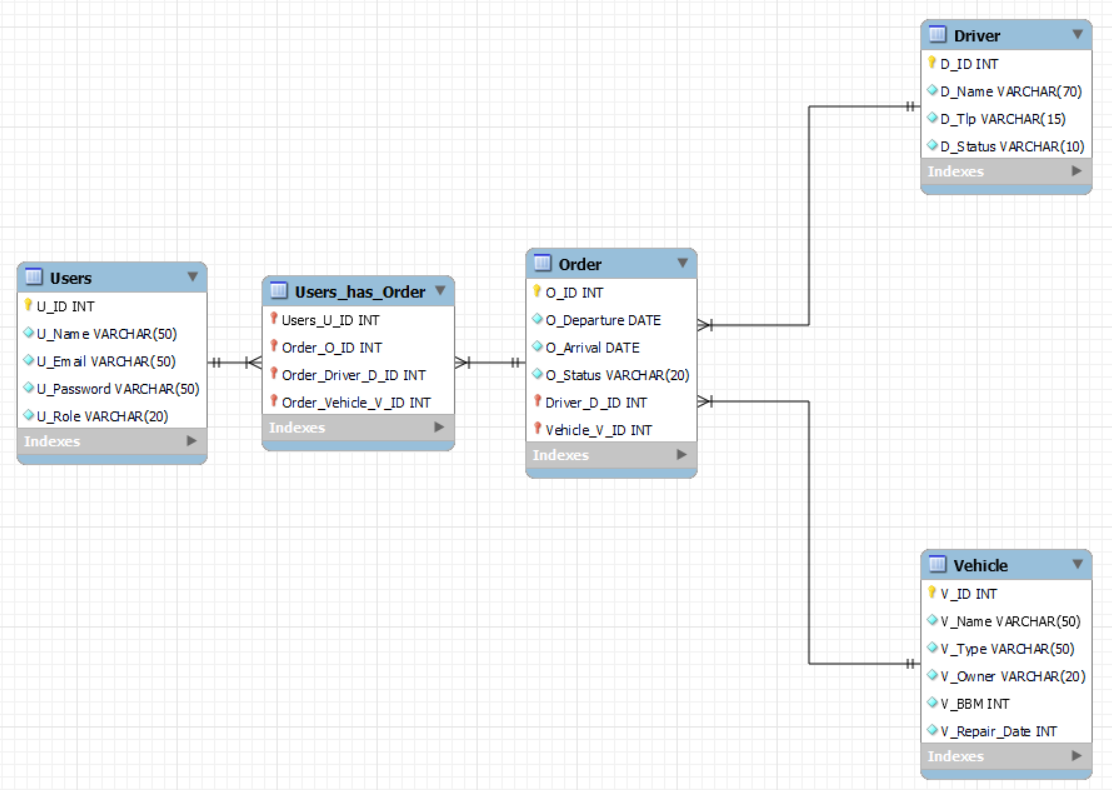 Driver
D_ID INT
D_Name VARCHAR(70)
D_Tlp VARCHAR(15)
D_Status VARCHAR(10)
Indexes
Users
U_ID INT
U_Name VARCHAR(50)
U_Email VARCHAR(50)
U_Password VARCHAR(50)
U_Role VARCHAR(20)
Indexes
Users_has_Order
Users_U_ID INT
Order_O_ID INT
Order_Driver_D_ID INT
Order_Vehicle_V_ID INT
Indexes
Order
O_ID INT
O_Departure DATE
O_Arrival DATE
O_Status VARCHAR(20)
Driver_D_ID INT
Vehicle_V_ID INT
Indexes
Vehicle
V_ID INT
V_Name VARCHAR(50)
V_Type VARCHAR(50)
V_Owner VARCHAR(20)
V_BBM INT
V_Repair_Date INT
Indexes